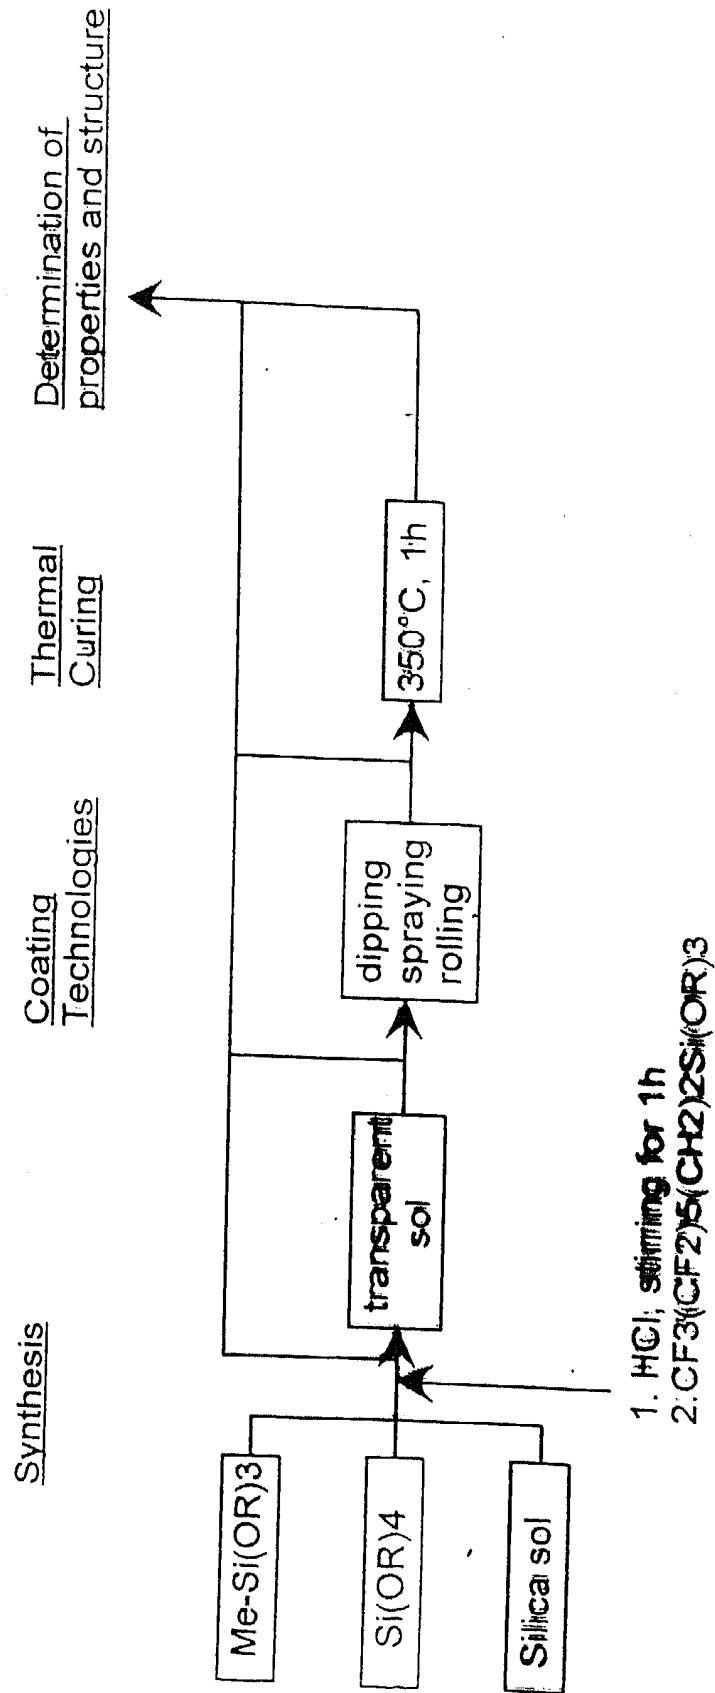 Synthesis
Coating
Technologies
Thermal
Curing
Determination of
properties and structure
Me-Si(OR)3
Si(OR)4
Silica sol
transparent
sol
dipping
spraying
rolling
350°C, 1h
1. HCl, stirring for 1h
2. CF3(CF2)5(CH2)2Si(OR)3